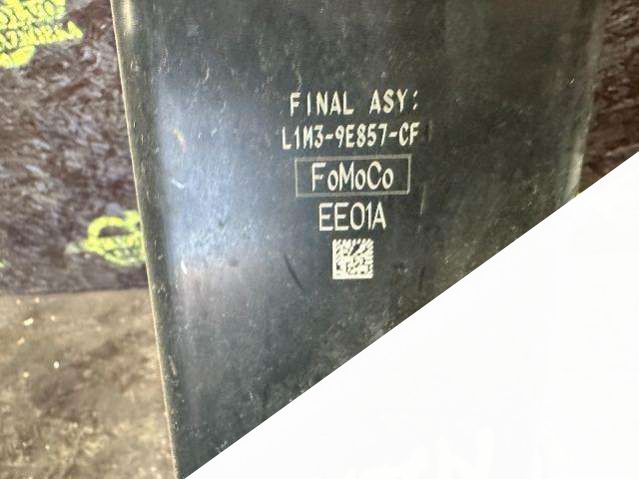 FINAL ASY:
L1M3-9E857-CF
FoMoCo
EE01A